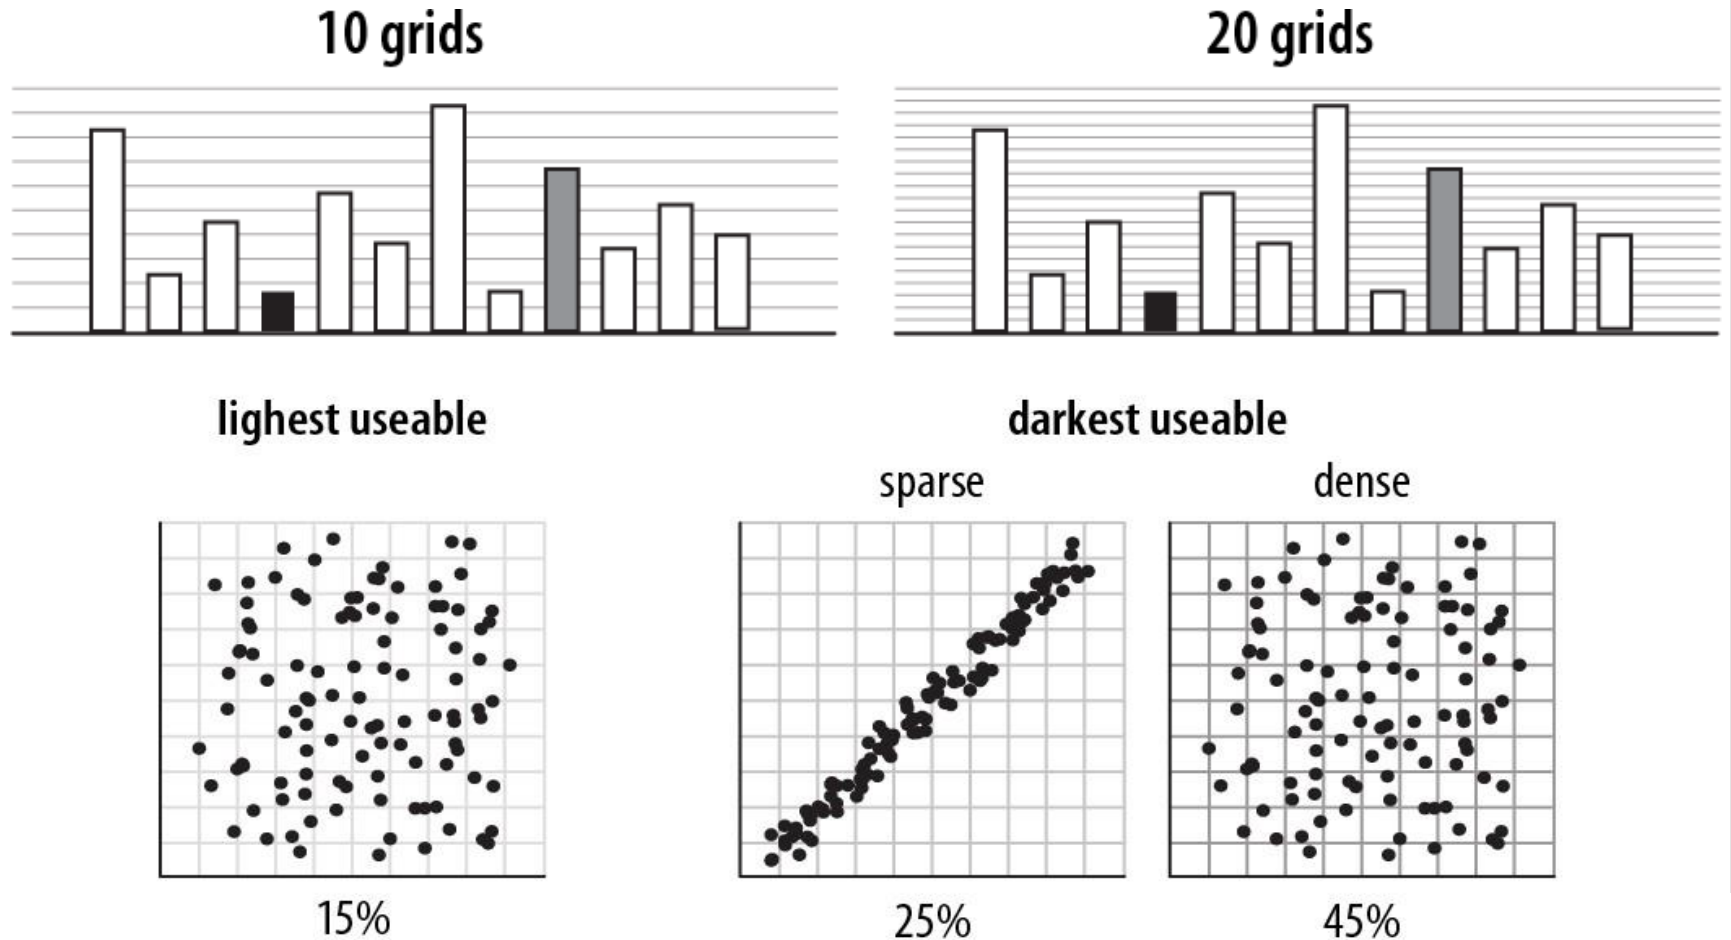 10 grids
20 grids
lighest useable
darkest useable
sparse
dense
15%
25%
45%